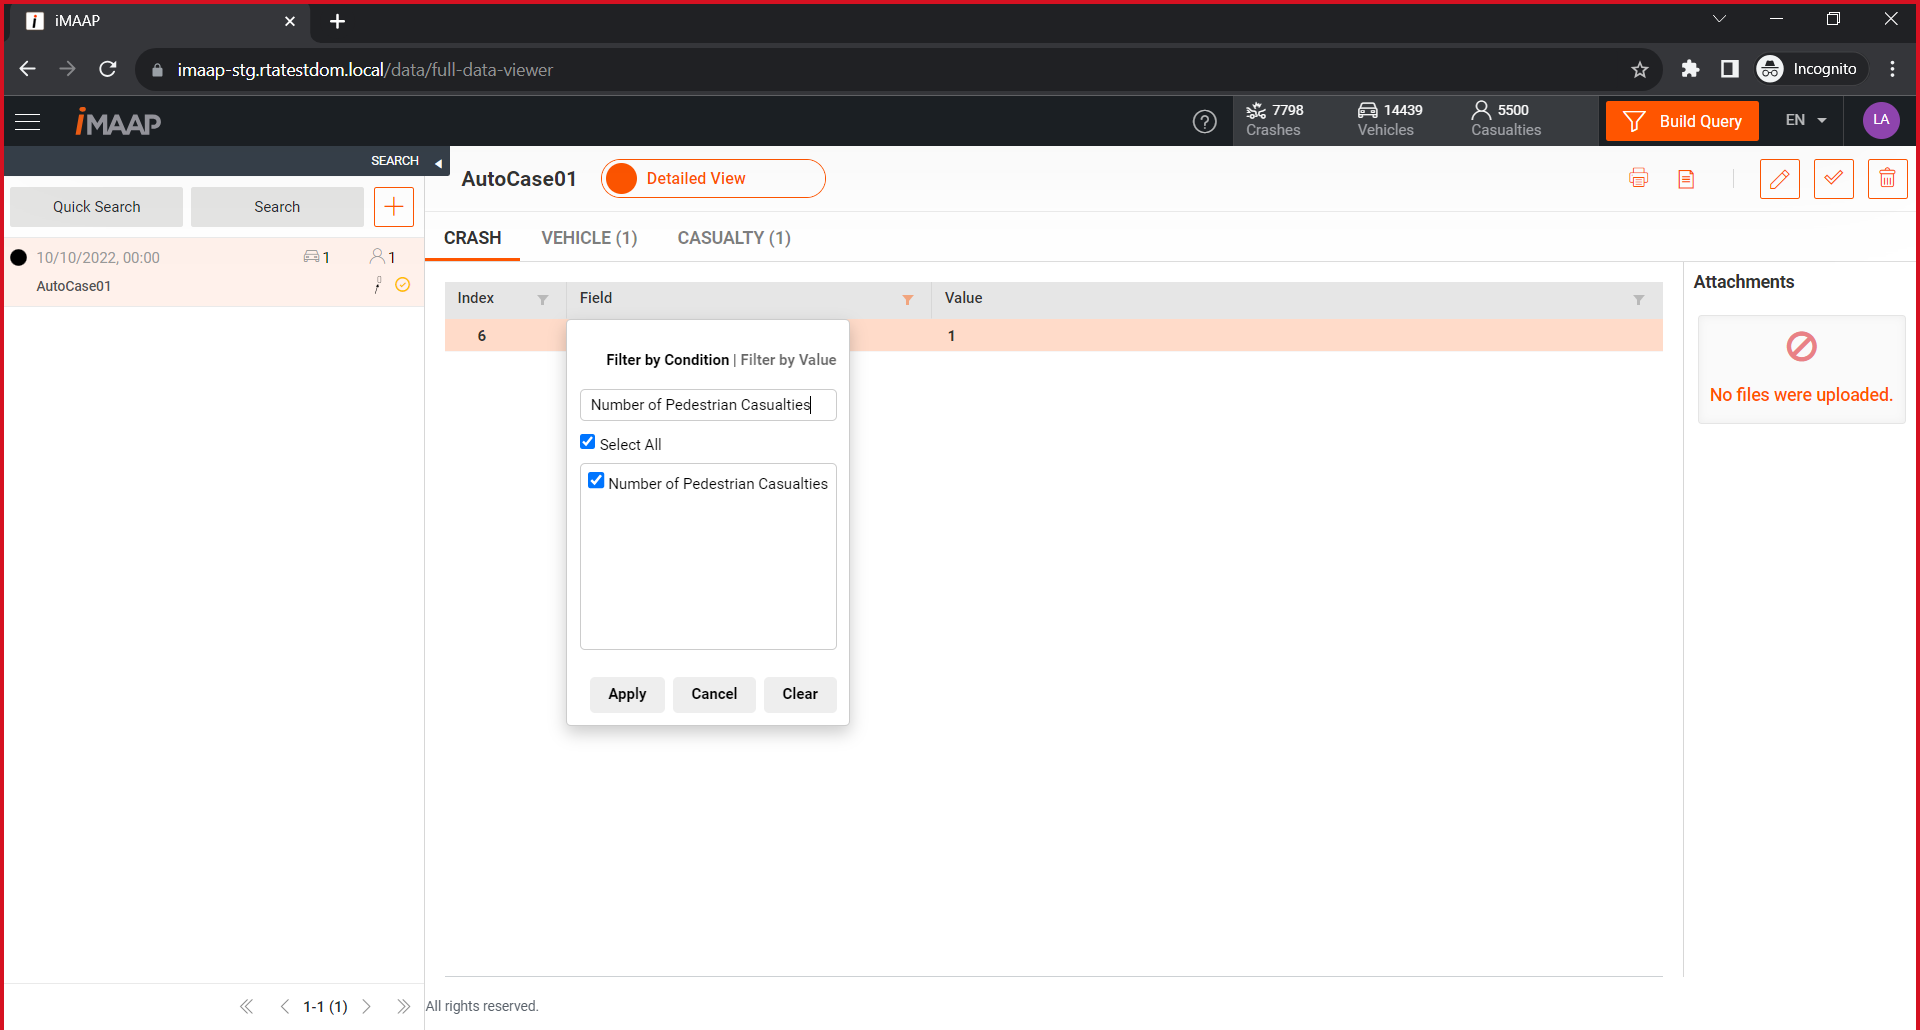 iMAAP
imaap-stg.rtatestdom.local/data/full-data-viewer
Incognito
iMAAP
7798
Crashes
14439
Vehicles
5500
Casualties
Build Query
EN
LA
SEARCH
Quick Search
Search
10/10/2022, 00:00
1
1
AutoCase01
AutoCase01
Detailed View
CRASH
VEHICLE (1)
CASUALTY (1)
Index
Field
Value
6
1
Filter by Condition | Filter by Value
Number of Pedestrian Casualties
Select All
Number of Pedestrian Casualties
Apply
Cancel
Clear
Attachments
No files were uploaded.
1-1 (1)
All rights reserved.